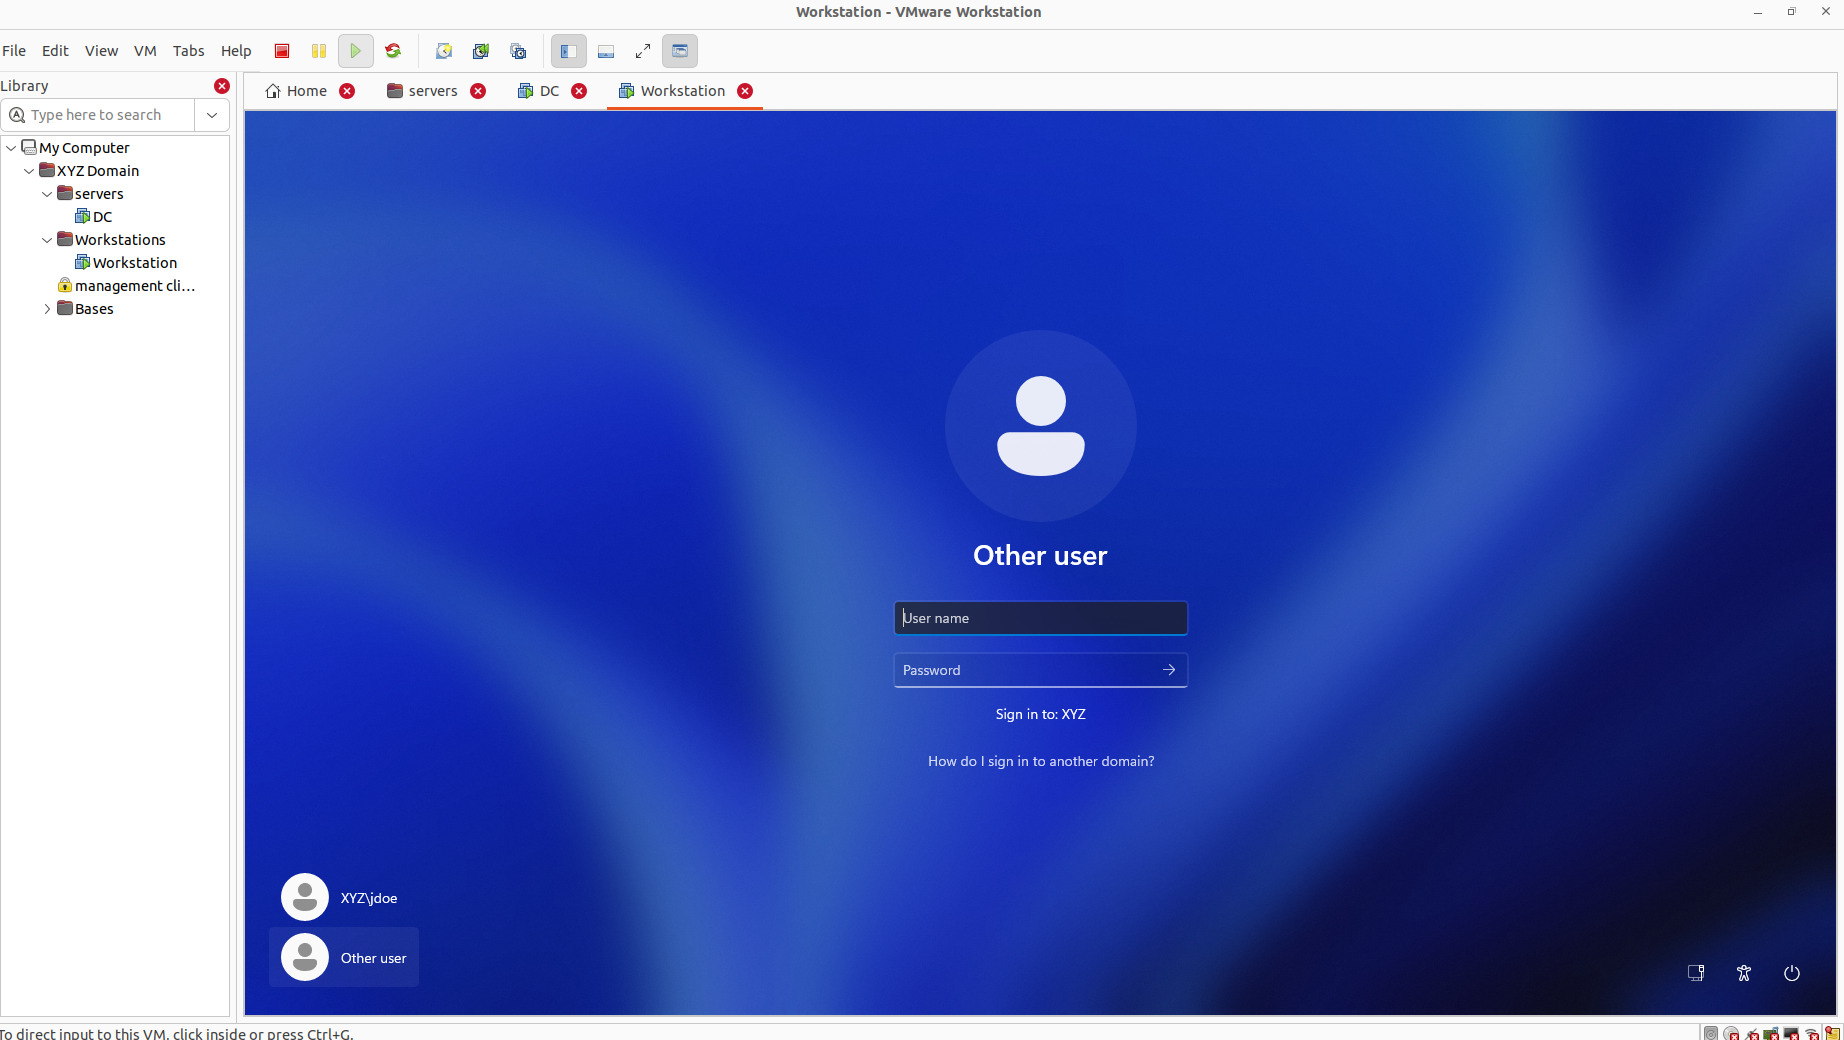 Workstation - VMware Workstation
File Edit View VM Tabs Help
Library
Type here to search
My Computer
XYZ Domain
servers
DC
Workstations
Workstation
management cli...
Bases
Home servers DC Workstation
Other user
User name
Password
Sign in to: XYZ
How do I sign in to another domain?
XYZ\jdoe
Other user
To direct input to this VM, click inside or press Ctrl+G.